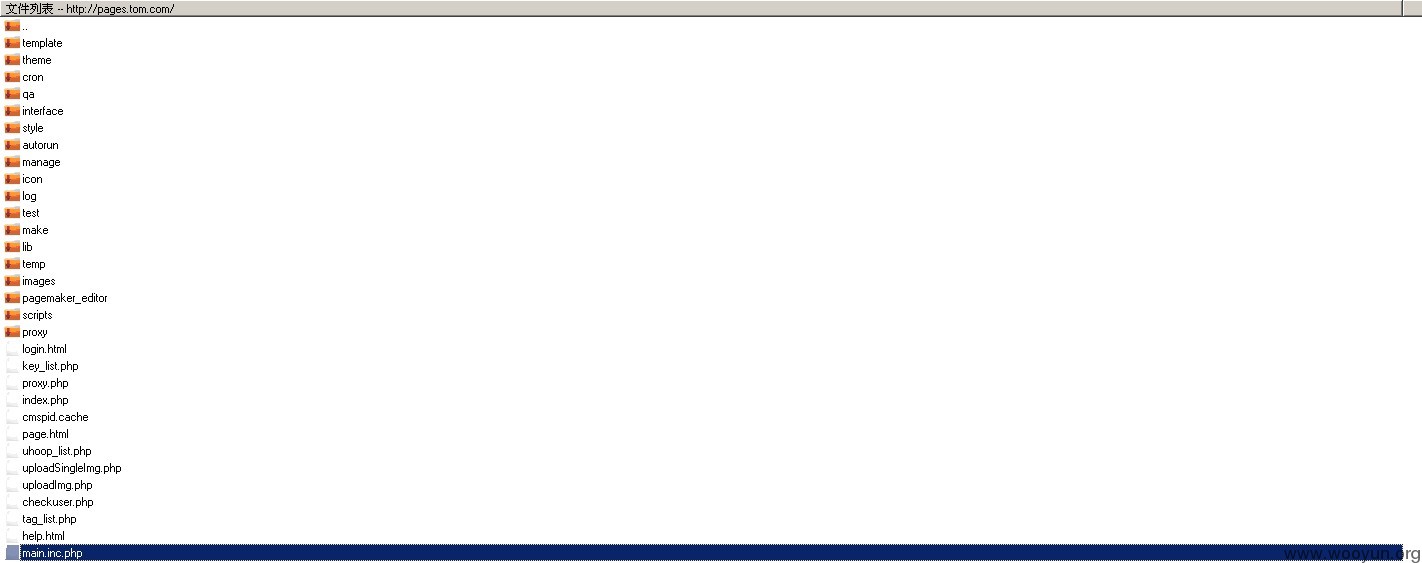 文件列表 -- http://pages.tom.com/
..
template
theme
cron
qa
interface
style
autorun
manage
icon
log
test
make
lib
temp
images
pagemaker_editor
scripts
proxy
login.html
key_list.php
proxy.php
index.php
cmspid.cache
page.html
uhoop_list.php
uploadSingleImg.php
uploadImg.php
checkuser.php
tag_list.php
help.html
main.inc.php
www.wooyun.org